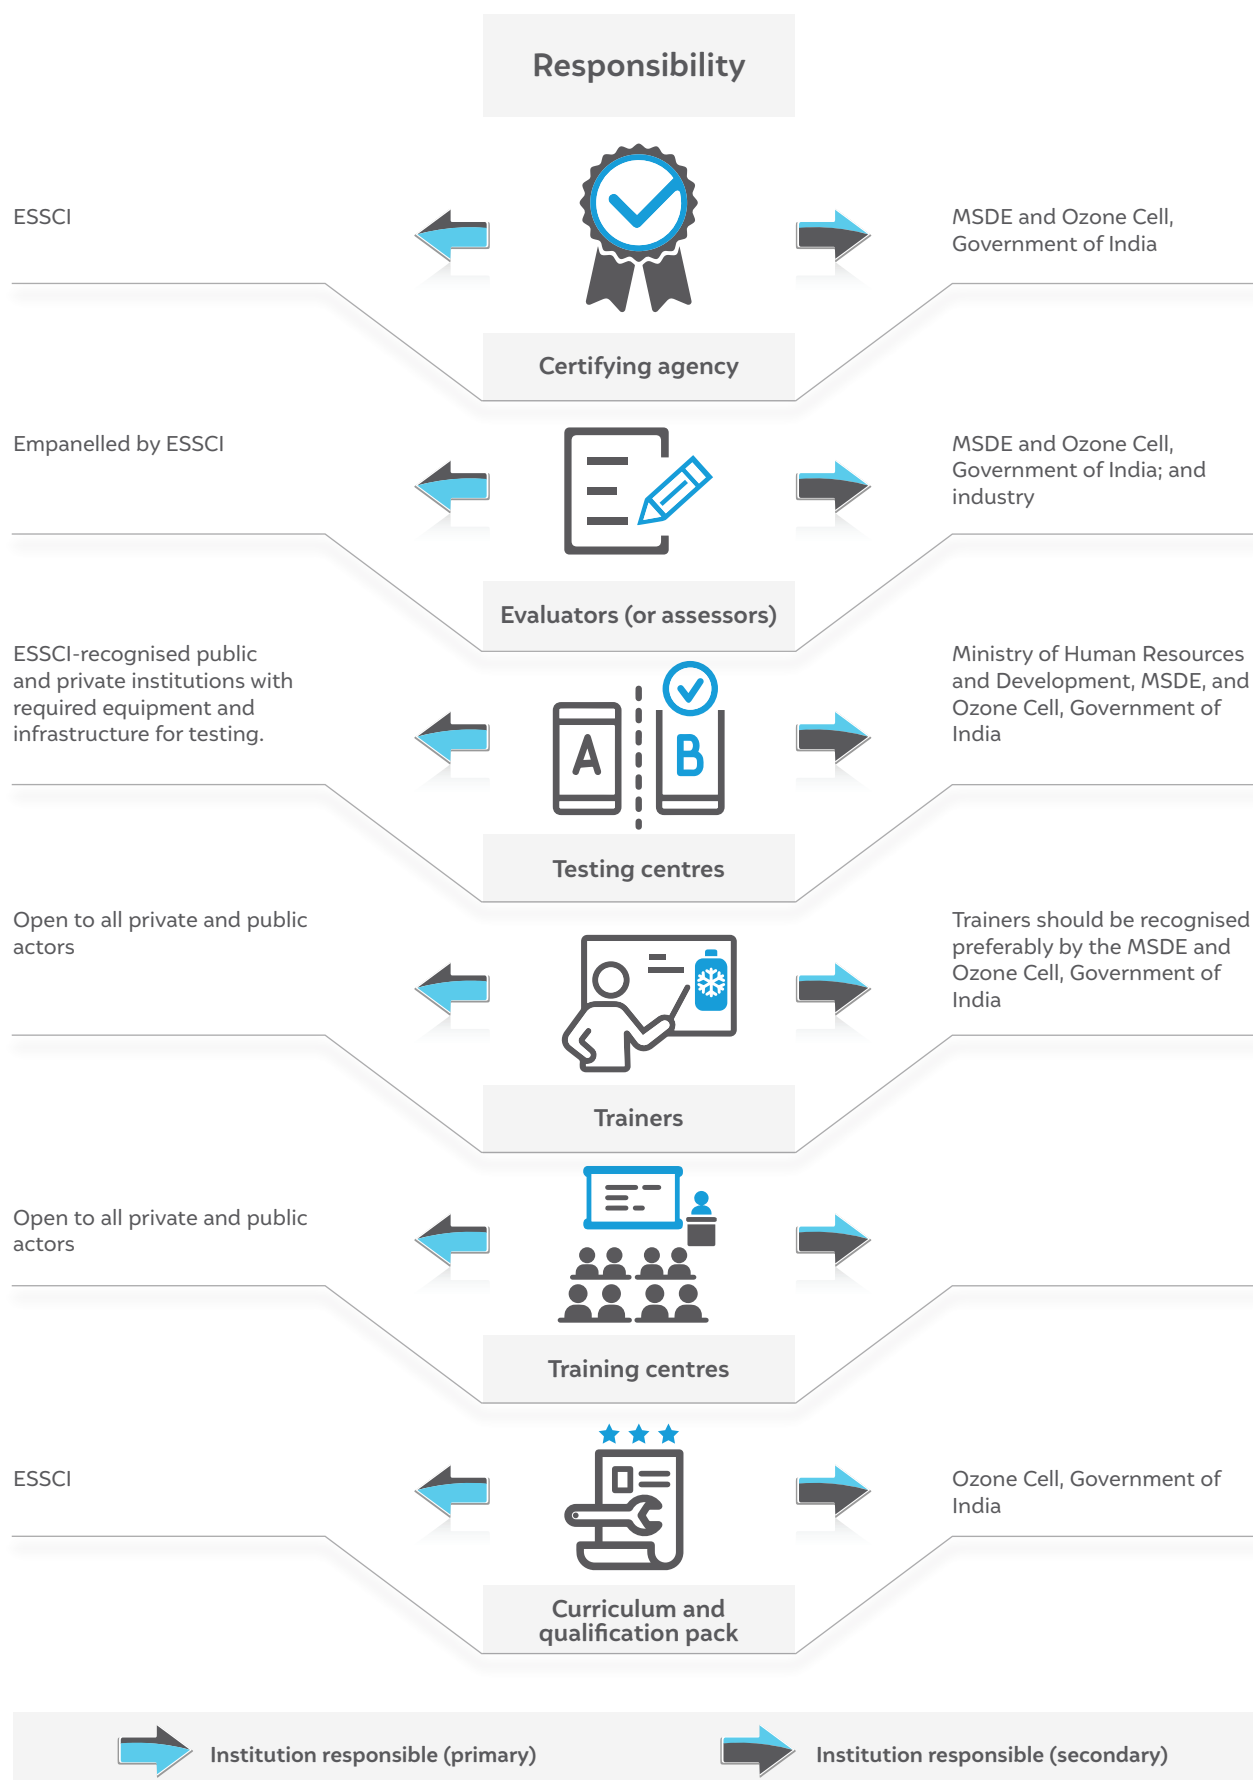 Responsibility
ESSCI
MSDE and Ozone Cell,
Government of India
Certifying agency
Empanelled by ESSCI
MSDE and Ozone Cell,
Government of India; and
industry
Evaluators (or assessors)
ESSCI-recognised public
and private institutions with
required equipment and
infrastructure for testing.
A
B
Ministry of Human Resources
and Development, MSDE, and
Ozone Cell, Government of
India
Testing centres
Open to all private and public
actors
Trainers should be recognised
preferably by the MSDE and
Ozone Cell, Government of
India
Trainers
Open to all private and public
actors
Training centres
ESSCI
Ozone Cell, Government of
India
Curriculum and
qualification pack
Institution responsible (primary)
Institution responsible (secondary)